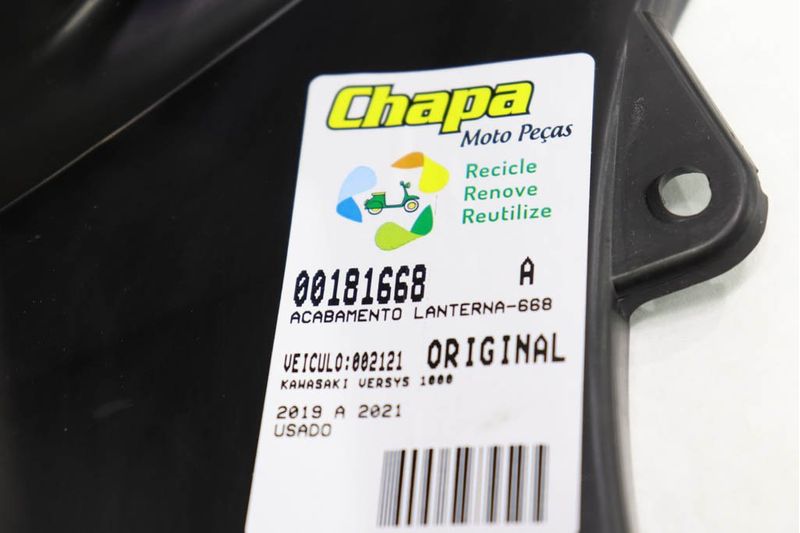 Chapa
Moto Peças
Recicle
Renove
Reutilize
00181668 A
ACABAMENTO LANTERNA-668
VEICULO:002121 ORIGINAL
KAWASAKI VERSYS 1000
2019 A 2021
USADO